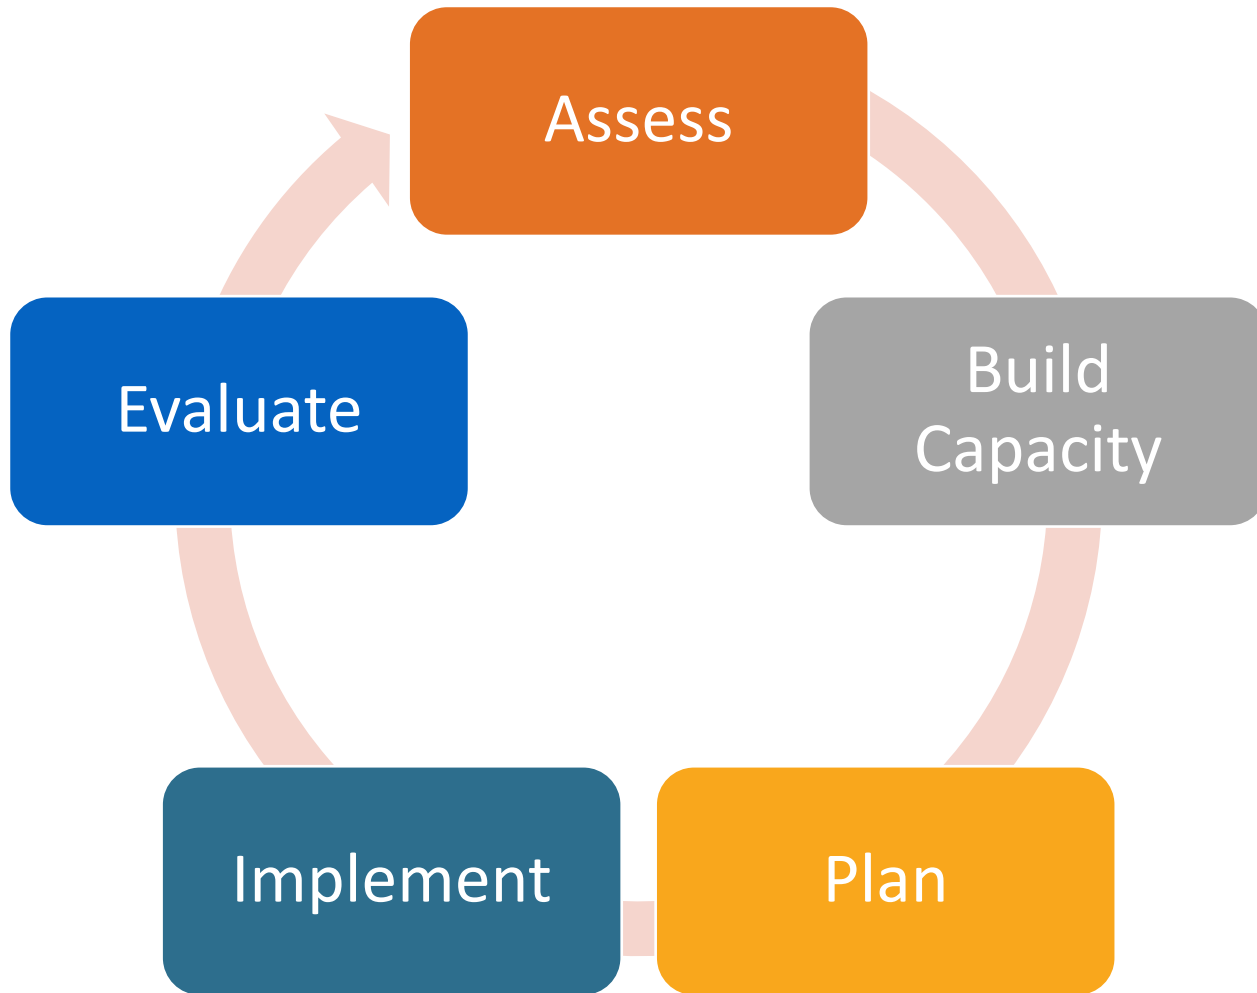 Assess
Build
Capacity
Plan
Implement
Evaluate